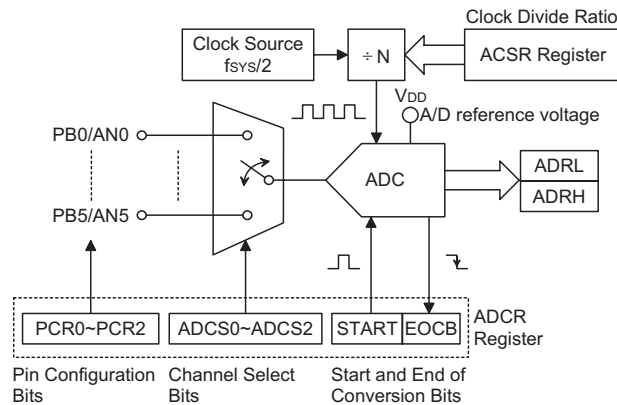 Clock Divide Ratio
Clock Source
fSYS/2
÷ N
ACSR Register
VDD
A/D reference voltage
PB0/AN0
ADC
ADRL
ADRH
PB5/AN5
PCR0~PCR2
ADCS0~ADCS2
START
EOCB
ADCR
Register
Pin Configuration
Bits
Channel Select
Bits
Start and End of
Conversion Bits